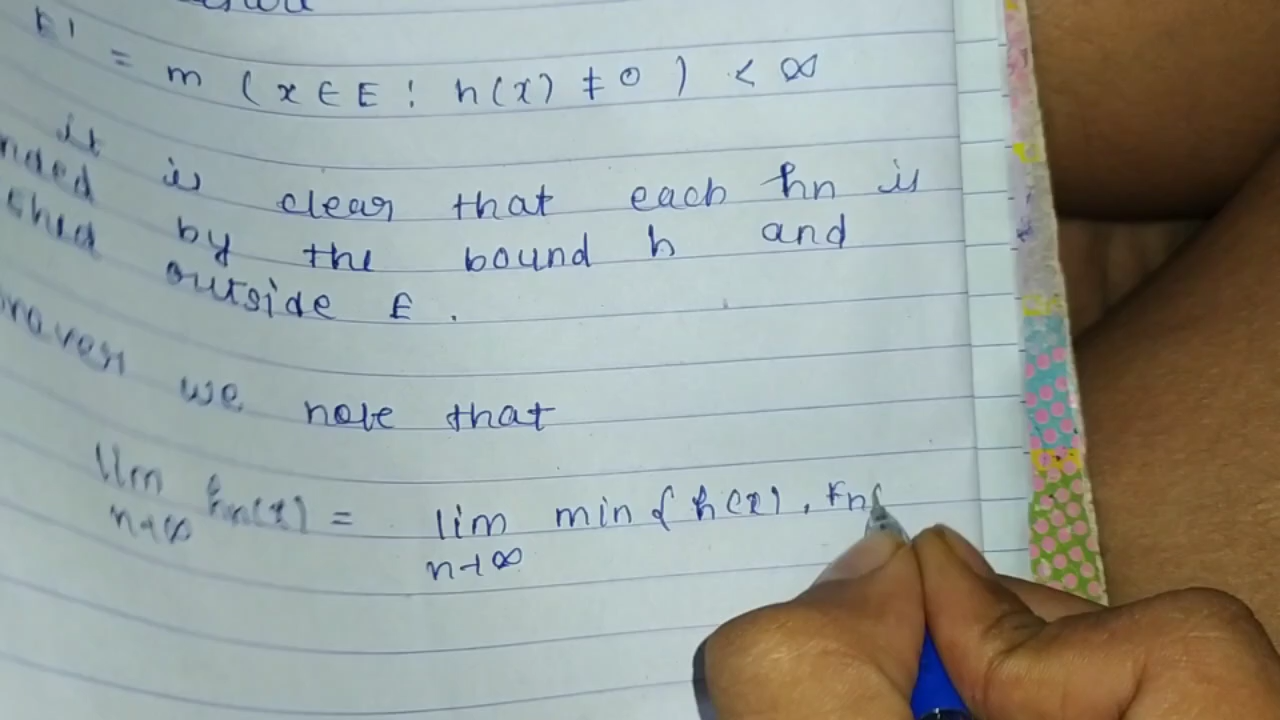 = m ( x ∈ E : h(x) ≠ 0 ) < ∞
it is clear that each hn is
by the bound h and
outside E .
we note that
lim hn(x) = lim min { h(x) , Fn(
n→∞ n→∞